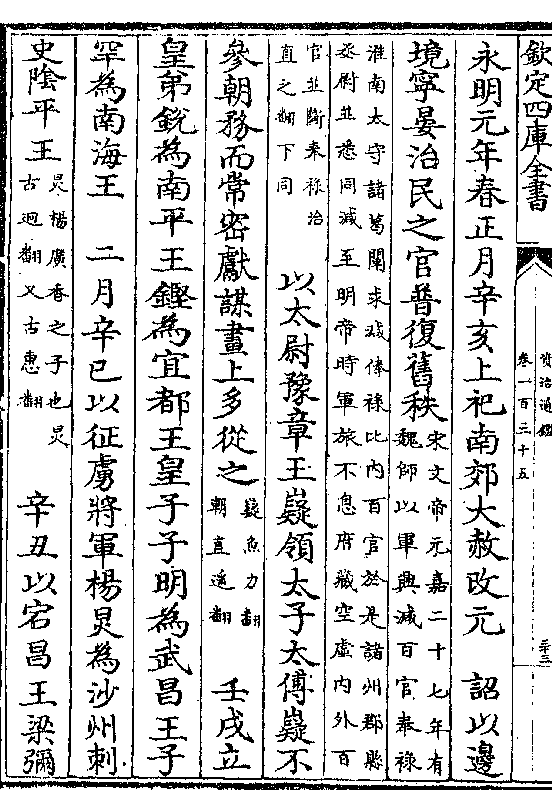 欽定四庫全書
資治通鑑
卷一百三十五
永明元年春正月辛亥上祀南郊大赦改元　詔以邊
境寧晏治民之官普復舊秩
宋文帝元嘉二十七年有
魏師以軍興減百官奉祿
淮南太守諸葛闡求減俸祿比内百官於是諸州郡縣
丞尉並悉同減至明帝時軍旅不息府藏空虛内外百
官並斷奉祿治
直之翻下同
以太尉豫章王嶷領太子太傅嶷不
參朝務而常密獻謀畫上多從之
嶷魚力翻
朝直遥翻
壬戌立
皇弟銳為南平王鏗為宜都王皇子子明為武昌王子
罕為南海王　二月辛巳以征虜將軍楊炅為沙州刺
史陰平王
炅楊廣香之子也炅
古迥翻又古惠翻
辛丑以宕昌王梁彌